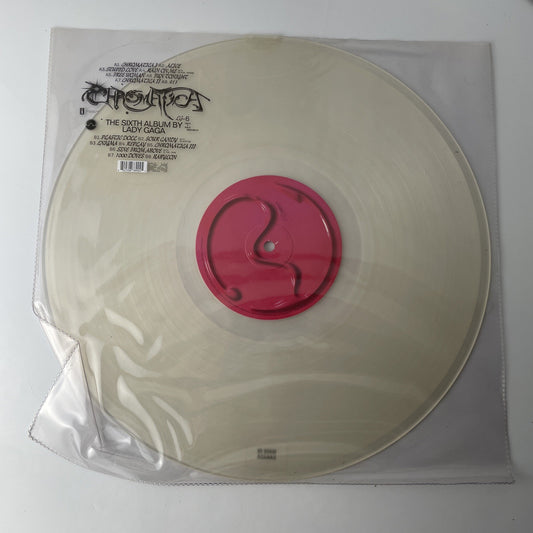 A1. CHROMATICA I A2. ALICE
A3. STUPID LOVE A4. RAIN ON ME
A5. FREE WOMAN A6. FUN TONIGHT
A7. CHROMATICA II A8. 911
CHROMATICA
LG-6
THE SIXTH ALBUM BY
LADY GAGA
B1. PLASTIC DOLL B2. SOUR CANDY
B3. ENIGMA B4. REPLAY B5. CHROMATICA III
B6. SINE FROM ABOVE
B7. 1000 DOVES B8. BABYLON